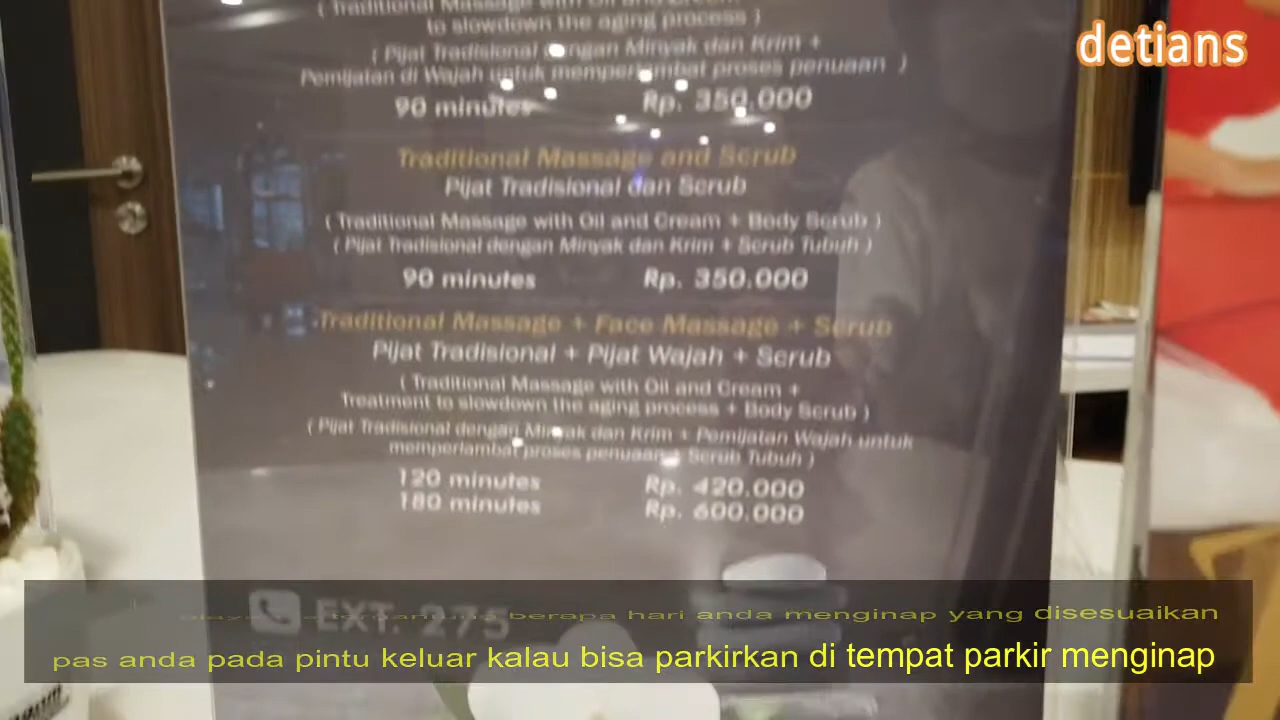 detians
( Traditional Massage with Oil and Cream
to slowdown the aging process )
( Pijat Tradisional dengan Minyak dan Krim +
Pemijatan di Wajah untuk memperlambat proses penuaan )
90 minutes Rp. 350.000
Traditional Massage and Scrub
Pijat Tradisional dan Scrub
( Traditional Massage with Oil and Cream + Body Scrub )
( Pijat Tradisional dengan Minyak dan Krim + Scrub Tubuh )
90 minutes Rp. 350.000
Traditional Massage + Face Massage + Scrub
Pijat Tradisional + Pijat Wajah + Scrub
( Traditional Massage with Oil and Cream +
Treatment to slowdown the aging process + Body Scrub )
( Pijat Tradisional dengan Minyak dan Krim + Pemijatan Wajah untuk
memperlambat proses penuaan + Scrub Tubuh )
120 minutes Rp. 420.000
180 minutes Rp. 600.000
EXT. 275
berapa hari anda menginap yang disesuaikan
pas anda pada pintu keluar kalau bisa parkirkan di tempat parkir menginap